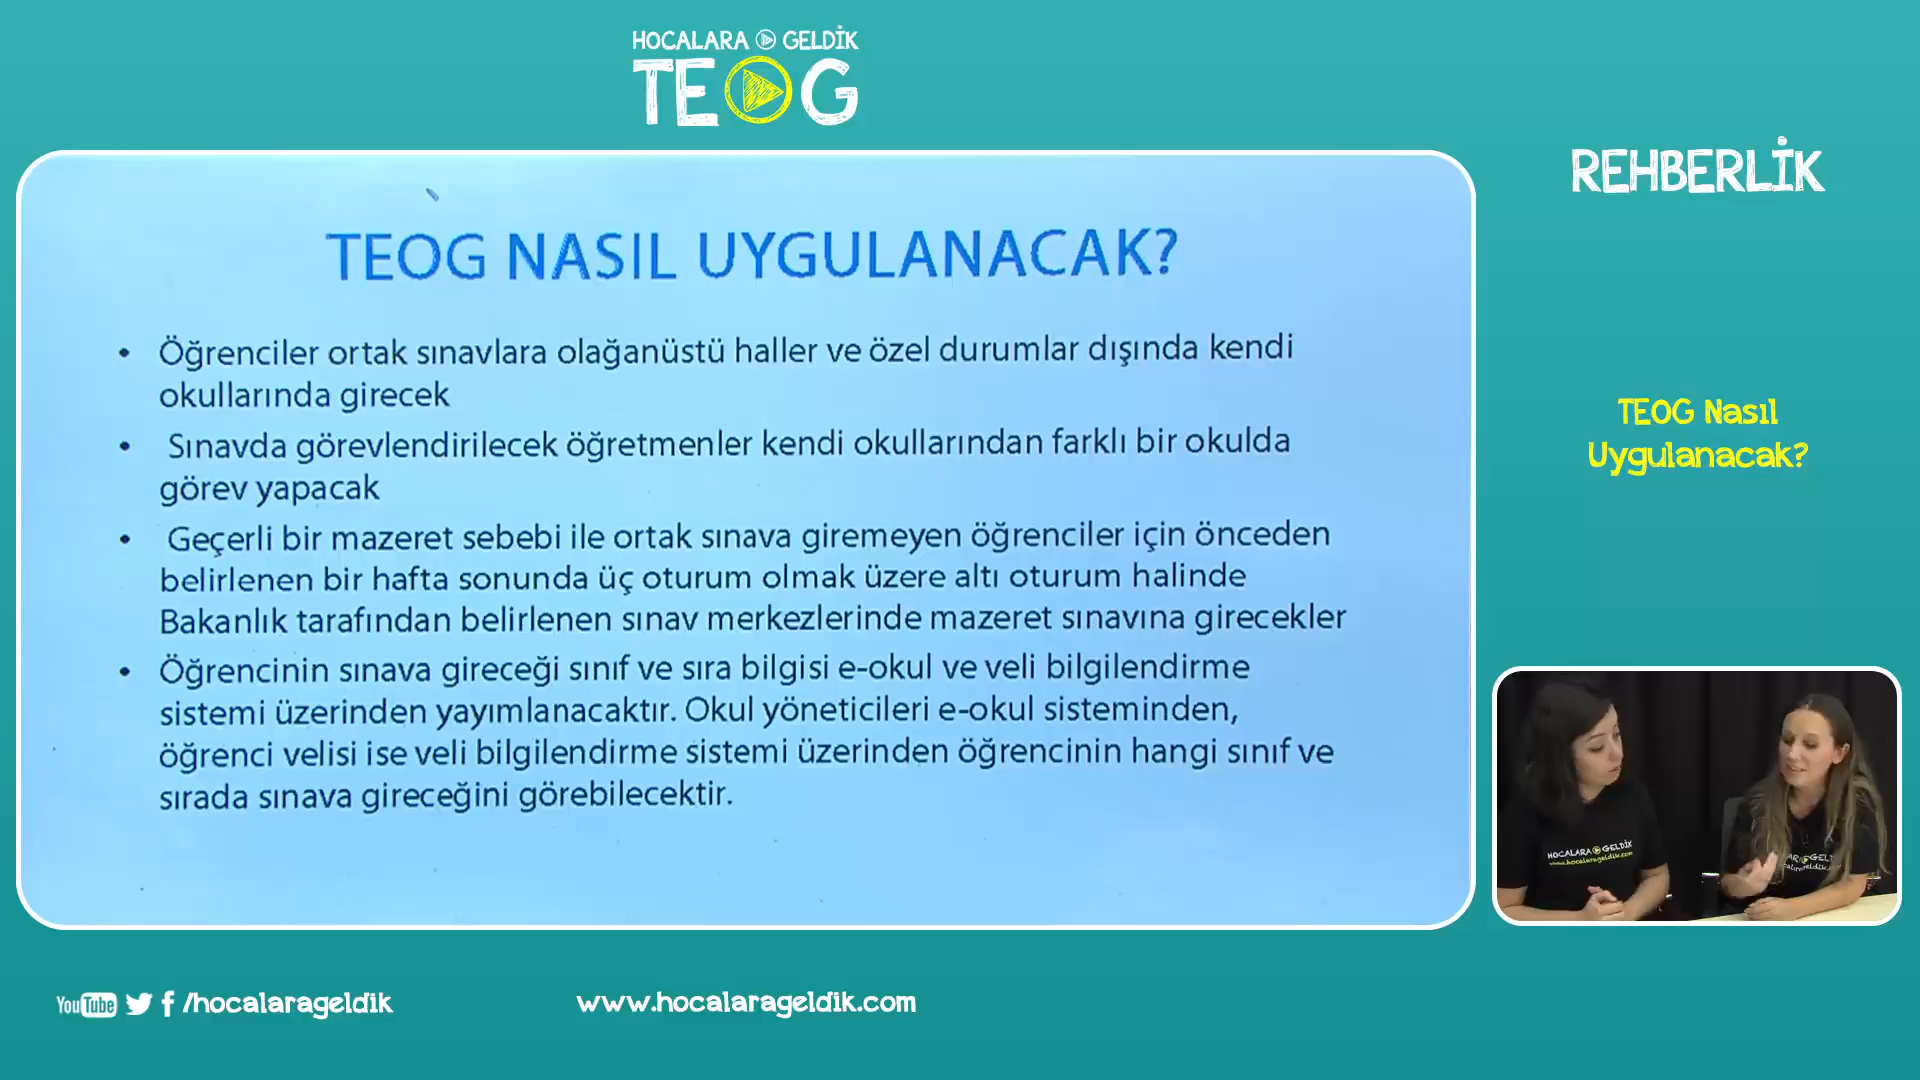 HOCALARA GELDİK
TEOG
REHBERLİK
TEOG NASIL UYGULANACAK?
• Öğrenciler ortak sınavlara olağanüstü haller ve özel durumlar dışında kendi
okullarında girecek
• Sınavda görevlendirilecek öğretmenler kendi okullarından farklı bir okulda
görev yapacak
• Geçerli bir mazeret sebebi ile ortak sınava giremeyen öğrenciler için önceden
belirlenen bir hafta sonunda üç oturum olmak üzere altı oturum halinde
Bakanlık tarafından belirlenen sınav merkezlerinde mazeret sınavına girecekler
• Öğrencinin sınava gireceği sınıf ve sıra bilgisi e-okul ve veli bilgilendirme
sistemi üzerinden yayımlanacaktır. Okul yöneticileri e-okul sisteminden,
öğrenci velisi ise veli bilgilendirme sistemi üzerinden öğrencinin hangi sınıf ve
sırada sınava gireceğini görebilecektir.
TEOG Nasıl
Uygulanacak?
HOCALARA GELDİK
www.hocalarageldik.com
YouTube /hocalarageldik
www.hocalarageldik.com